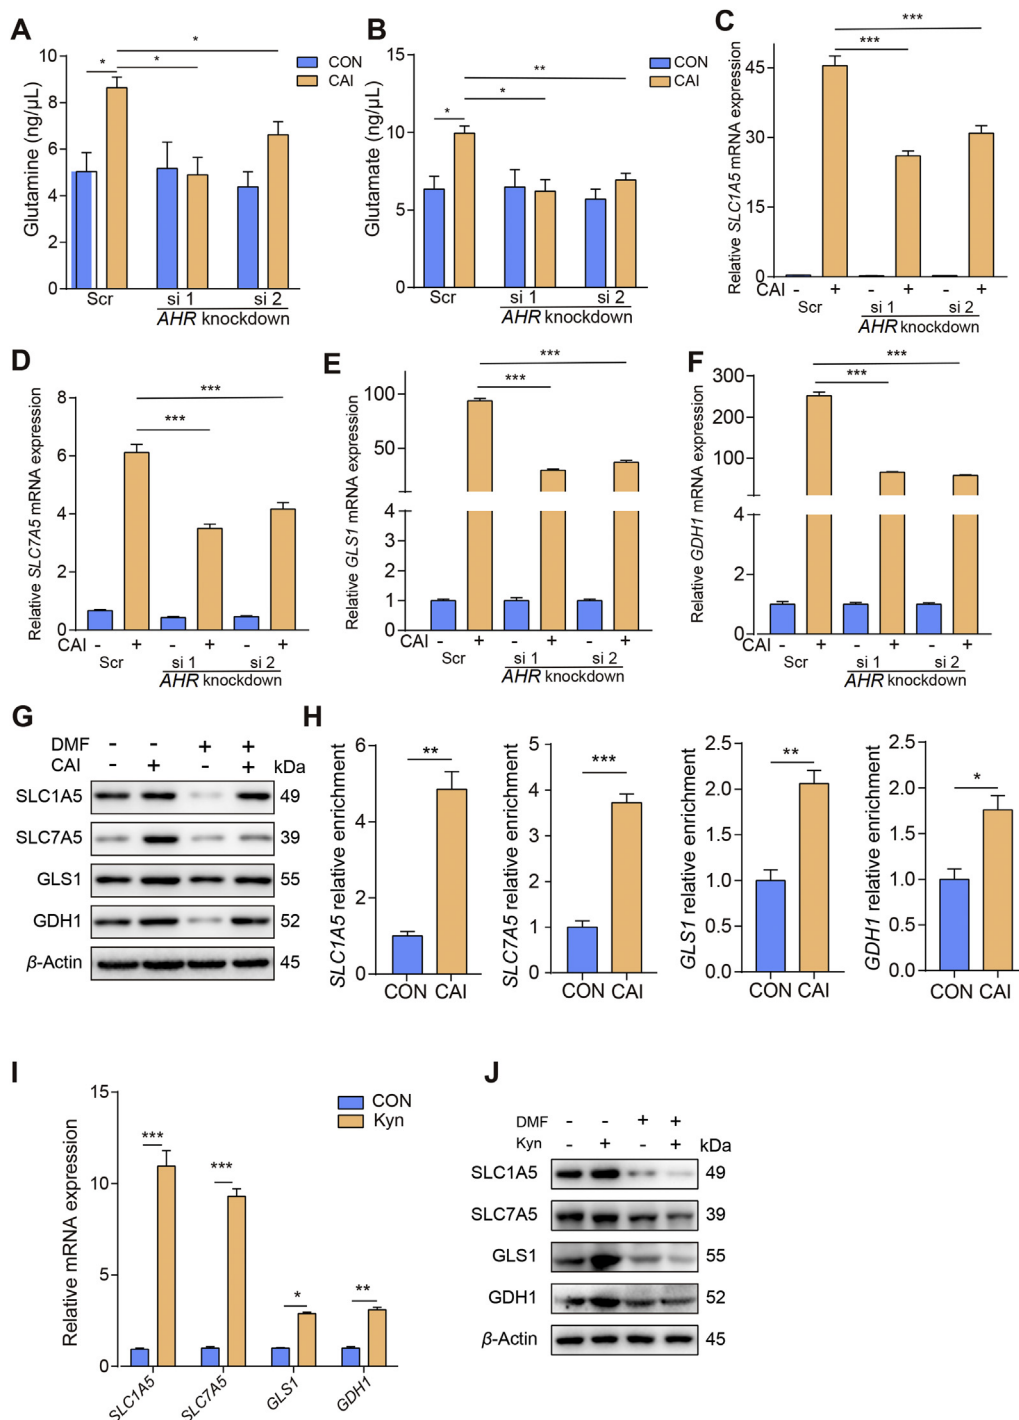 A
Glutamine (ng/μL)
10
8
6
4
2
0
*
*
*
CON
CAI
Scr
si 1
si 2
AHR knockdown
B
Glutamate (ng/μL)
15
10
5
0
*
*
**
CON
CAI
Scr
si 1
si 2
AHR knockdown
C
Relative SLC1A5 mRNA expression
45
30
15
0
***
***
CAI - + - + - +
Scr
si 1
si 2
AHR knockdown
D
Relative SLC7A5 mRNA expression
8
6
4
2
0
***
***
CAI - + - + - +
Scr
si 1
si 2
AHR knockdown
E
Relative GLS1 mRNA expression
100
50
4
3
2
1
0
***
***
CAI - + - + - +
Scr
si 1
si 2
AHR knockdown
F
Relative GDH1 mRNA expression
300
200
100
4
2
1
0
***
***
CAI - + - + - +
Scr
si 1
si 2
AHR knockdown
G
DMF - - + +
CAI - + - + kDa
SLC1A5 49
SLC7A5 39
GLS1 55
GDH1 52
β-Actin 45
H
SLC1A5 relative enrichment
6
4
2
0
**
CON CAI
SLC7A5 relative enrichment
5
4
3
2
1
0
***
CON CAI
GLS1 relative enrichment
2.5
2.0
1.5
1.0
0.5
0.0
**
CON CAI
GDH1 relative enrichment
2.5
2.0
1.5
1.0
0.5
0.0
*
CON CAI
I
Relative mRNA expression
15
10
5
0
***
***
*
**
CON
Kyn
SLC1A5
SLC7A5
GLS1
GDH1
J
DMF - - + +
Kyn - + - + kDa
SLC1A5 49
SLC7A5 39
GLS1 55
GDH1 52
β-Actin 45